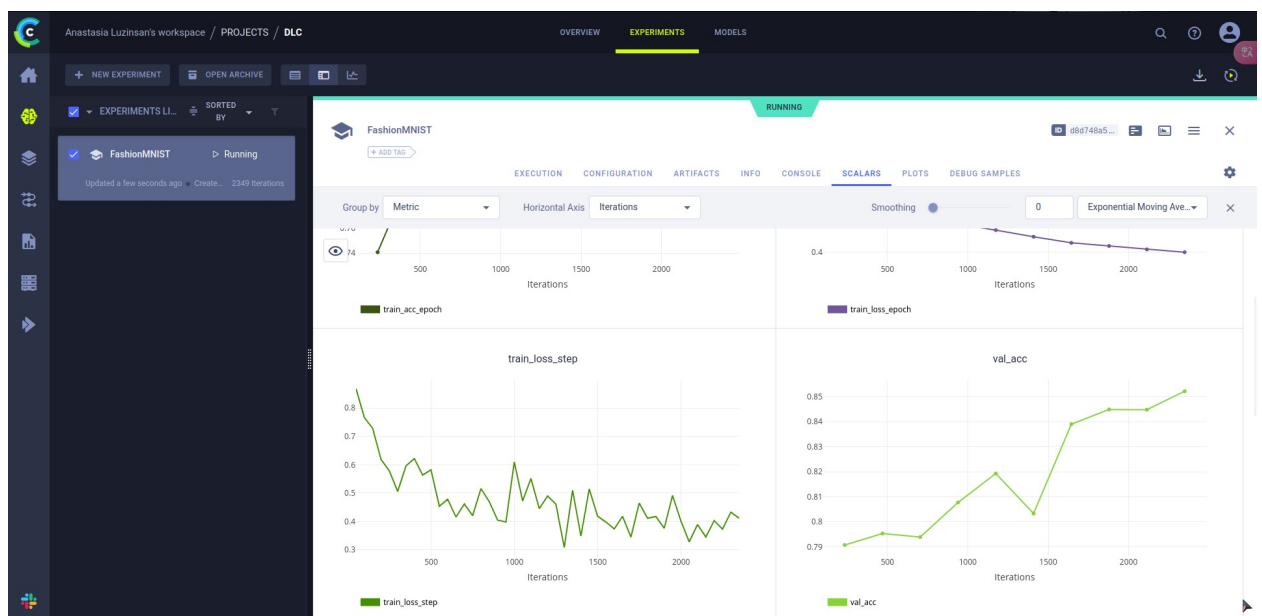 Anastasia Luzinsan's workspace / PROJECTS / DLC
OVERVIEW EXPERIMENTS MODELS
+ NEW EXPERIMENT OPEN ARCHIVE
EXPERIMENTS LI... SORTED BY
FashionMNIST Running
Updated a few seconds ago Create.. 2349 Iterations
RUNNING
FashionMNIST
ID d8d748a5...
+ ADD TAG
EXECUTION CONFIGURATION ARTIFACTS INFO CONSOLE SCALARS PLOTS DEBUG SAMPLES
Group by Metric Horizontal Axis Iterations Smoothing 0 Exponential Moving Ave...
74
500 1000 1500 2000
Iterations
train_acc_epoch
0.4
500 1000 1500 2000
Iterations
train_loss_epoch
train_loss_step
0.8
0.7
0.6
0.5
0.4
0.3
500 1000 1500 2000
Iterations
train_loss_step
val_acc
0.85
0.84
0.83
0.82
0.81
0.8
0.79
500 1000 1500 2000
Iterations
val_acc